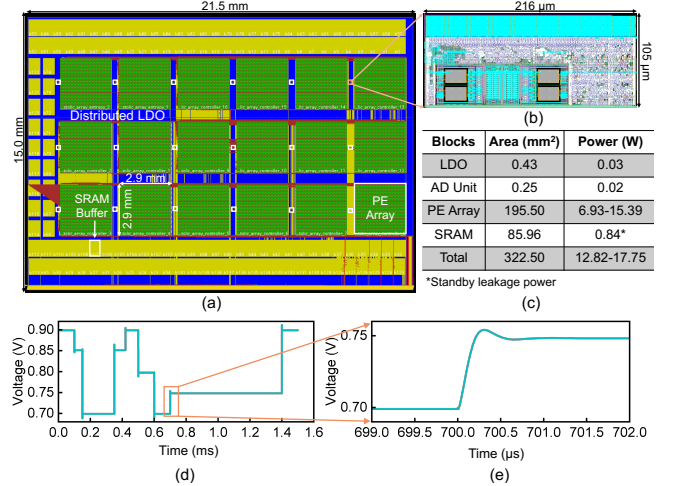 21.5 mm
15.0 mm
Distributed LDO
2.9 mm
2.9 mm
SRAM
Buffer
PE
Array
(a)
216 µm
105 µm
(b)
Blocks Area (mm²) Power (W)
LDO 0.43 0.03
AD Unit 0.25 0.02
PE Array 195.50 6.93-15.39
SRAM 85.96 0.84*
Total 322.50 12.82-17.75
*Standby leakage power
(c)
Voltage (V)
0.90
0.85
0.80
0.75
0.70
0.0 0.2 0.4 0.6 0.8 1.0 1.2 1.4 1.6
Time (ms)
(d)
Voltage (V)
0.75
0.70
699.0 699.5 700.0 700.5 701.0 701.5 702.0
Time (µs)
(e)